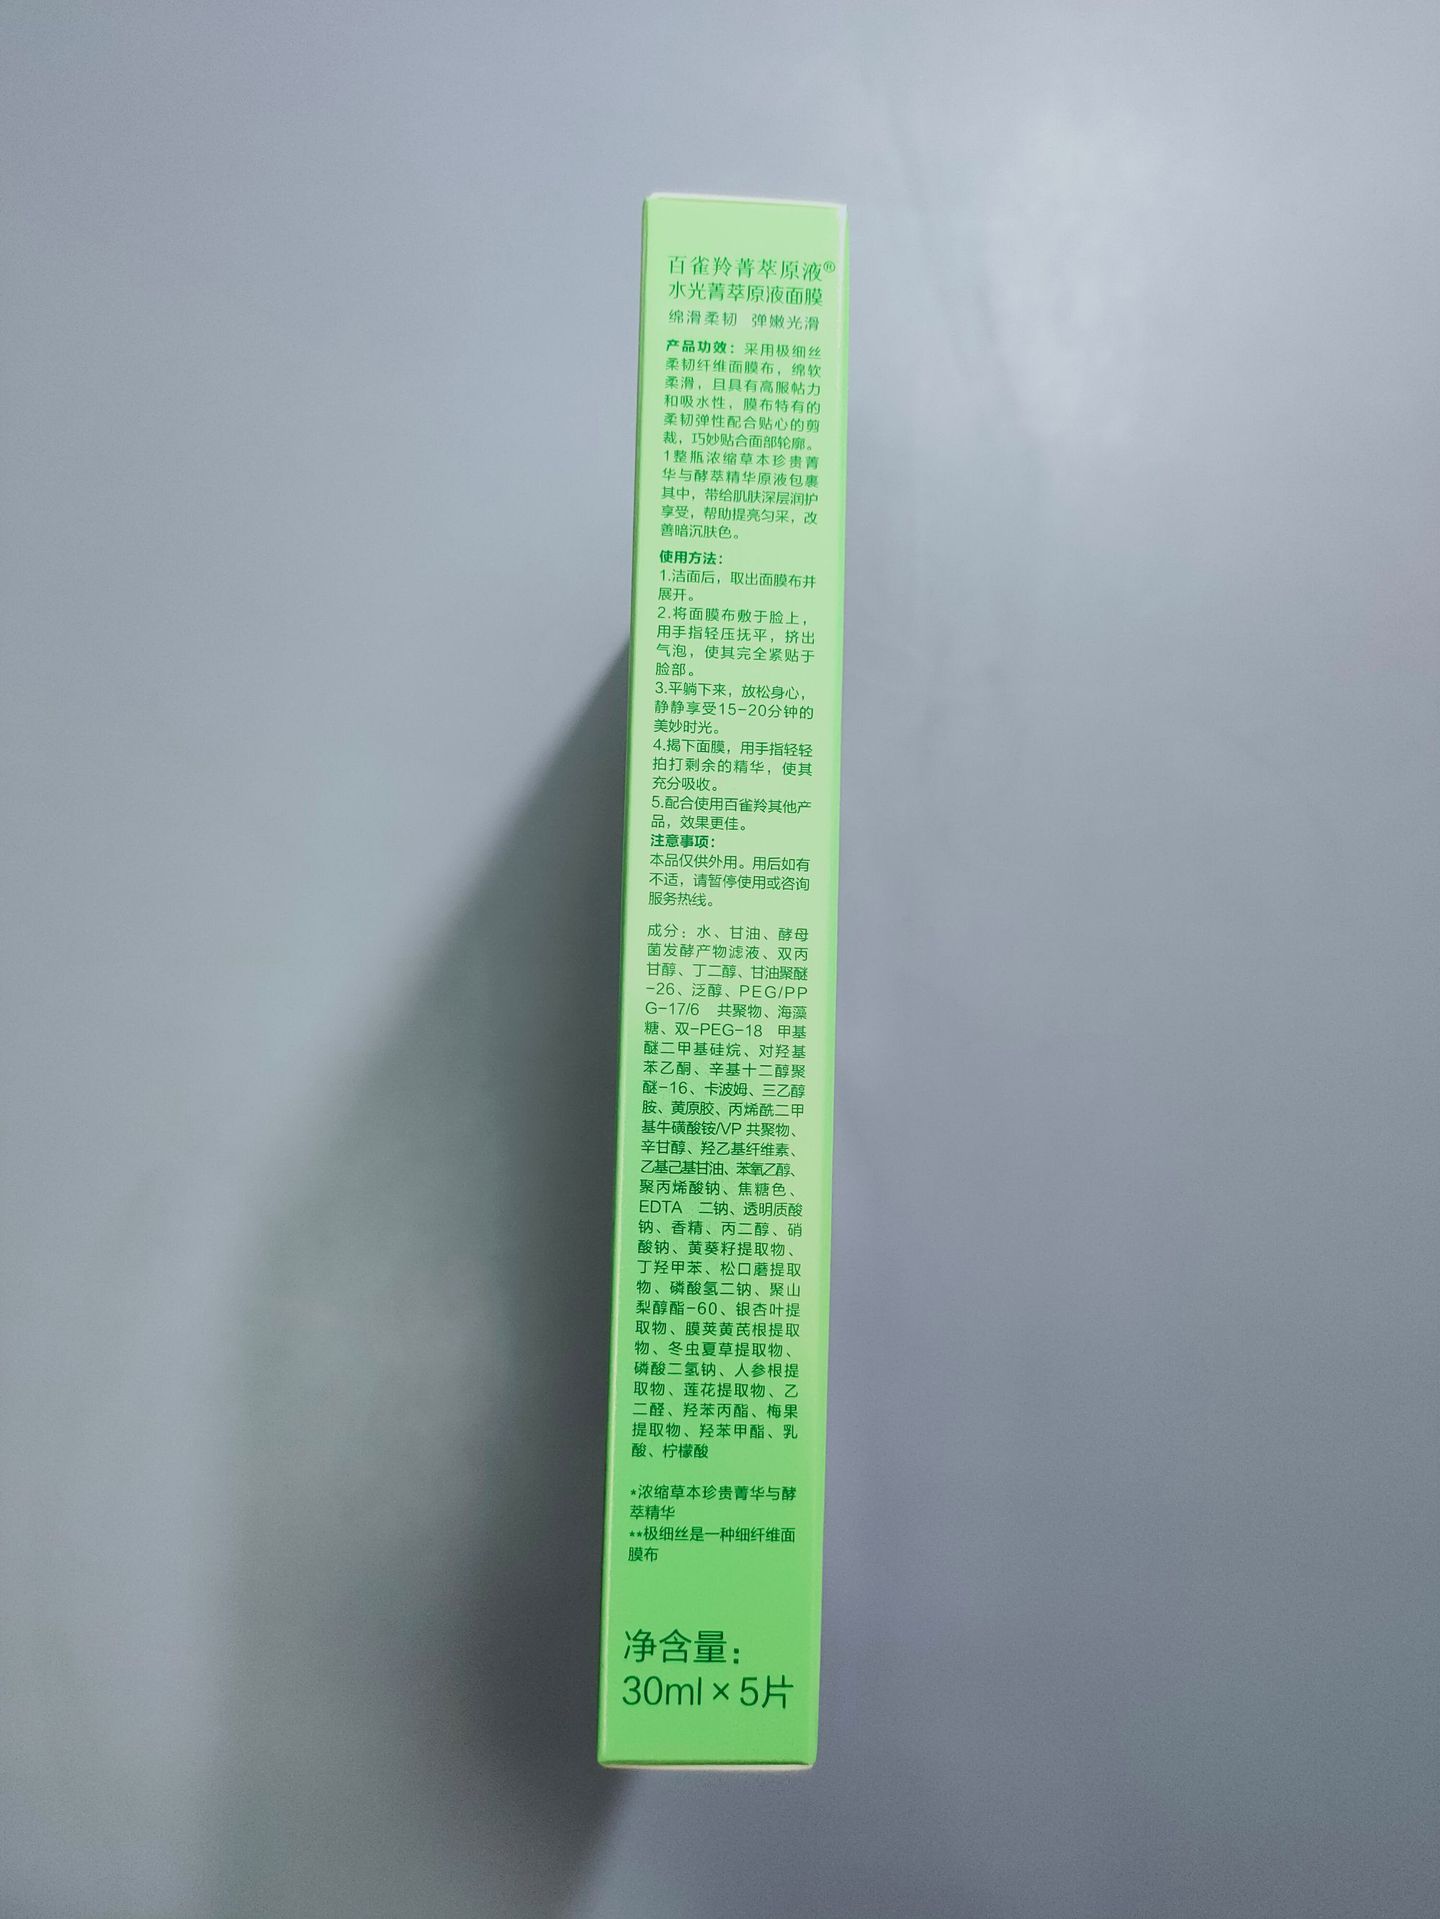 百雀羚菁萃原液®
水光菁萃原液面膜
绵滑柔韧 弹嫩光滑
产品功效：采用极细丝
柔韧纤维面膜布，绵软
柔滑，且具有高服帖力
和吸水性，膜布特有的
柔韧弹性配合贴心的剪
裁，巧妙贴合面部轮廓。
1整瓶浓缩草本珍贵菁
华与酵萃精华原液包裹
其中，带给肌肤深层润护
享受，帮助提亮匀采，改
善暗沉肤色。
使用方法：
1.洁面后，取出面膜布并
展开。
2.将面膜布敷于脸上，
用手指轻压抚平，挤出
气泡，使其完全紧贴于
脸部。
3.平躺下来，放松身心，
静静享受15-20分钟的
美妙时光。
4.揭下面膜，用手指轻轻
拍打剩余的精华，使其
充分吸收。
5.配合使用百雀羚其他产
品，效果更佳。
注意事项：
本品仅供外用。用后如有
不适，请暂停使用或咨询
服务热线。
成分：水、甘油、酵母
菌发酵产物滤液、双丙
甘醇、丁二醇、甘油聚醚
-26、泛醇、PEG/PP
G-17/6 共聚物、海藻
糖、双-PEG-18 甲基
醚二甲基硅烷、对羟基
苯乙酮、辛基十二醇聚
醚-16、卡波姆、三乙醇
胺、黄原胶、丙烯酰二甲
基牛磺酸铵/VP 共聚物、
辛甘醇、羟乙基纤维素、
乙基己基甘油、苯氧乙醇、
聚丙烯酸钠、焦糖色、
EDTA 二钠、透明质酸
钠、香精、丙二醇、硝
酸钠、黄葵籽提取物、
丁羟甲苯、松口蘑提取
物、磷酸氢二钠、聚山
梨醇酯-60、银杏叶提
取物、膜荚黄芪根提取
物、冬虫夏草提取物、
磷酸二氢钠、人参根提
取物、莲花提取物、乙
二醛、羟苯丙酯、梅果
提取物、羟苯甲酯、乳
酸、柠檬酸
*浓缩草本珍贵菁华与酵
萃精华
**极细丝是一种细纤维面
膜布
净含量：
30ml×5片